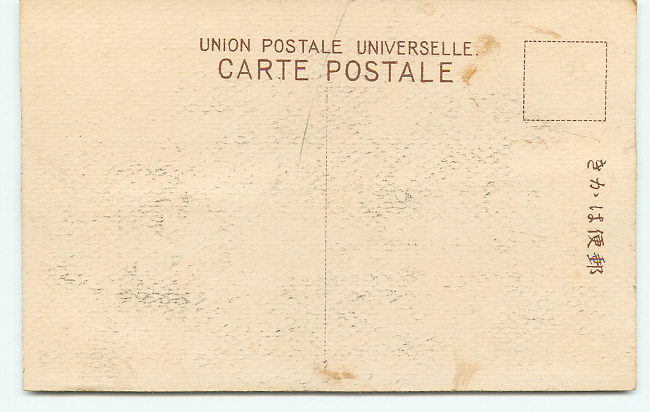 UNION POSTALE UNIVERSELLE.
CARTE POSTALE
郵便はかき